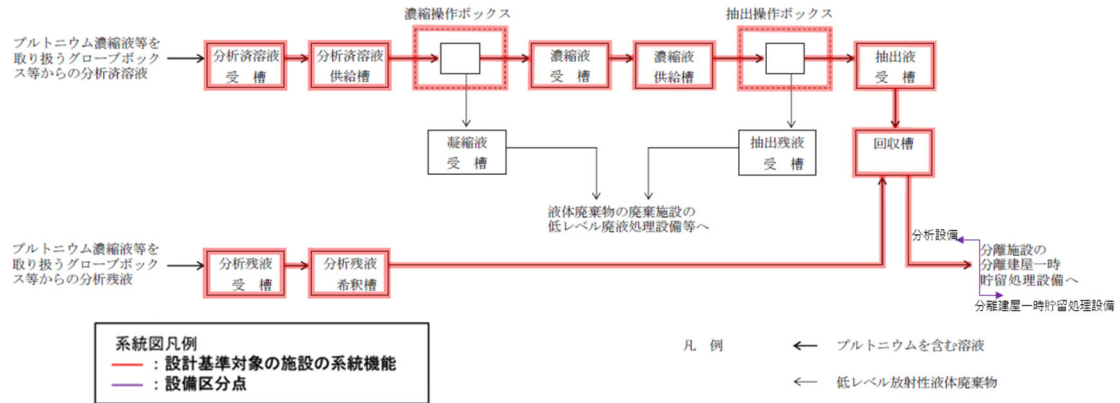 濃縮操作ボックス
抽出操作ボックス
プルトニウム濃縮液等を
取り扱うグローブボック
ス等からの分析済溶液
分析済溶液
受　槽
分析済溶液
供給槽
濃縮液
受　槽
濃縮液
供給槽
抽出液
受　槽
凝縮液
受　槽
抽出残液
受　槽
回収槽
液体廃棄物の廃棄施設の
低レベル廃液処理設備等へ
プルトニウム濃縮液等を
取り扱うグローブボック
ス等からの分析残液
分析残液
受　槽
分析残液
希釈槽
分析設備
分離施設の
分離建屋一時
貯留処理設備へ
分離建屋一時貯留処理設備
系統図凡例
：設計基準対象の施設の系統機能
：設備区分点
凡　例
プルトニウムを含む溶液
低レベル放射性液体廃棄物